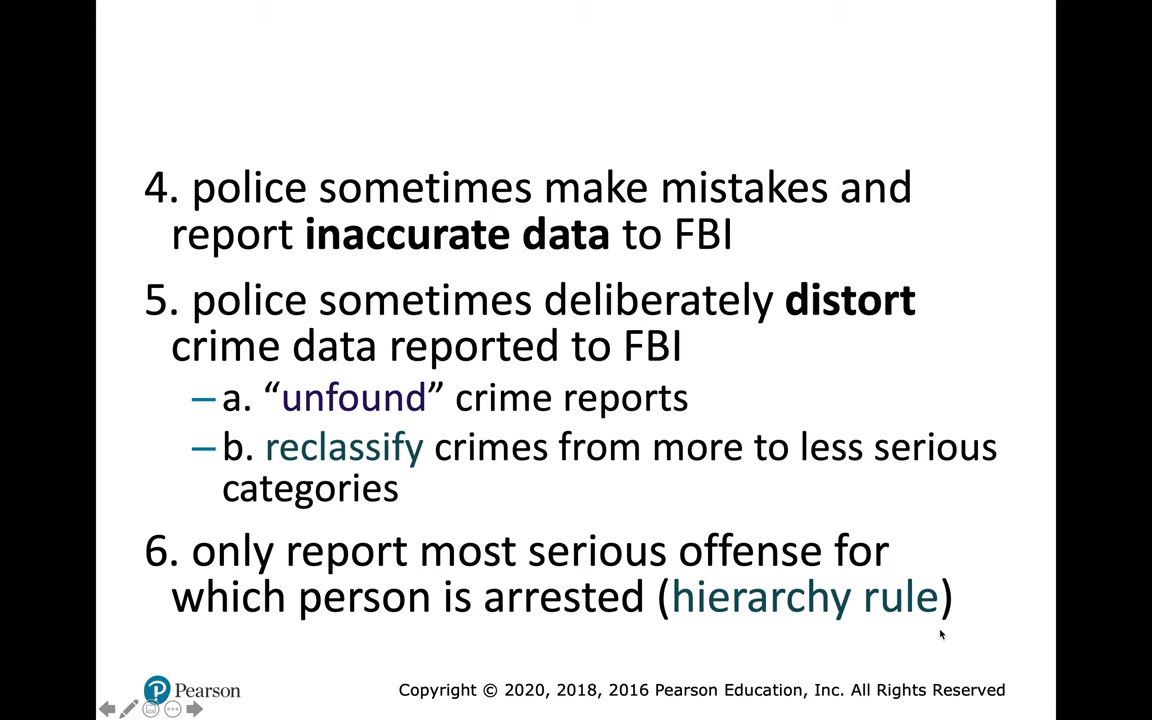 4. police sometimes make mistakes and
report inaccurate data to FBI
5. police sometimes deliberately distort
crime data reported to FBI
– a. “unfound” crime reports
– b. reclassify crimes from more to less serious
categories
6. only report most serious offense for
which person is arrested (hierarchy rule)
P Pearson
Copyright © 2020, 2018, 2016 Pearson Education, Inc. All Rights Reserved